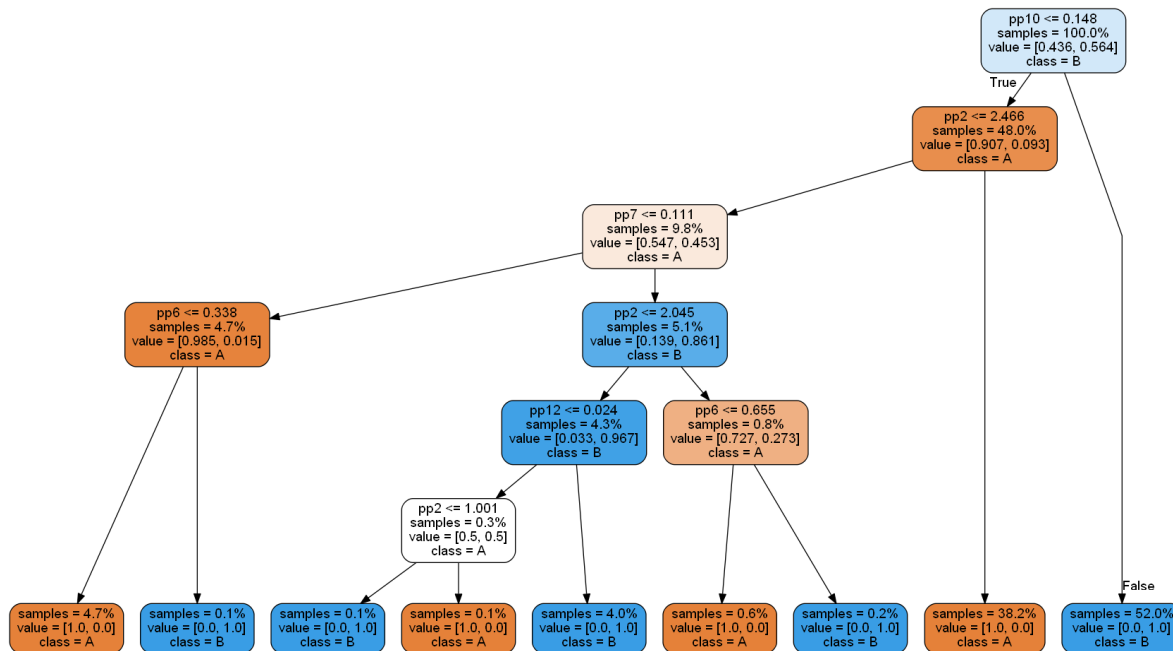 pp10 <= 0.148
samples = 100.0%
value = [0.436, 0.564]
class = B
True
pp2 <= 2.466
samples = 48.0%
value = [0.907, 0.093]
class = A
pp7 <= 0.111
samples = 9.8%
value = [0.547, 0.453]
class = A
pp6 <= 0.338
samples = 4.7%
value = [0.985, 0.015]
class = A
pp2 <= 2.045
samples = 5.1%
value = [0.139, 0.861]
class = B
pp12 <= 0.024
samples = 4.3%
value = [0.033, 0.967]
class = B
pp6 <= 0.655
samples = 0.8%
value = [0.727, 0.273]
class = A
pp2 <= 1.001
samples = 0.3%
value = [0.5, 0.5]
class = A
False
samples = 4.7%
value = [1.0, 0.0]
class = A
samples = 0.1%
value = [0.0, 1.0]
class = B
samples = 0.1%
value = [0.0, 1.0]
class = B
samples = 0.1%
value = [1.0, 0.0]
class = A
samples = 4.0%
value = [0.0, 1.0]
class = B
samples = 0.6%
value = [1.0, 0.0]
class = A
samples = 0.2%
value = [0.0, 1.0]
class = B
samples = 38.2%
value = [1.0, 0.0]
class = A
samples = 52.0%
value = [0.0, 1.0]
class = B